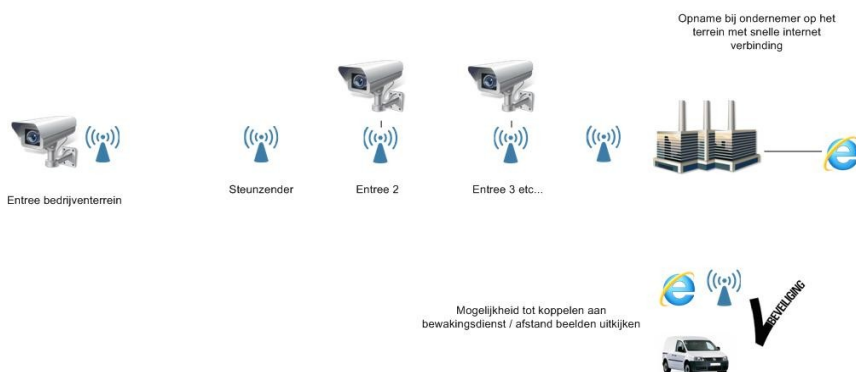 Opname bij ondernemer op het
terrein met snelle internet
verbinding
Entree bedrijventerrein
Steunzender
Entree 2
Entree 3 etc...
Mogelijkheid tot koppelen aan
bewakingsdienst / afstand beelden uitkijken
BEVEILIGING